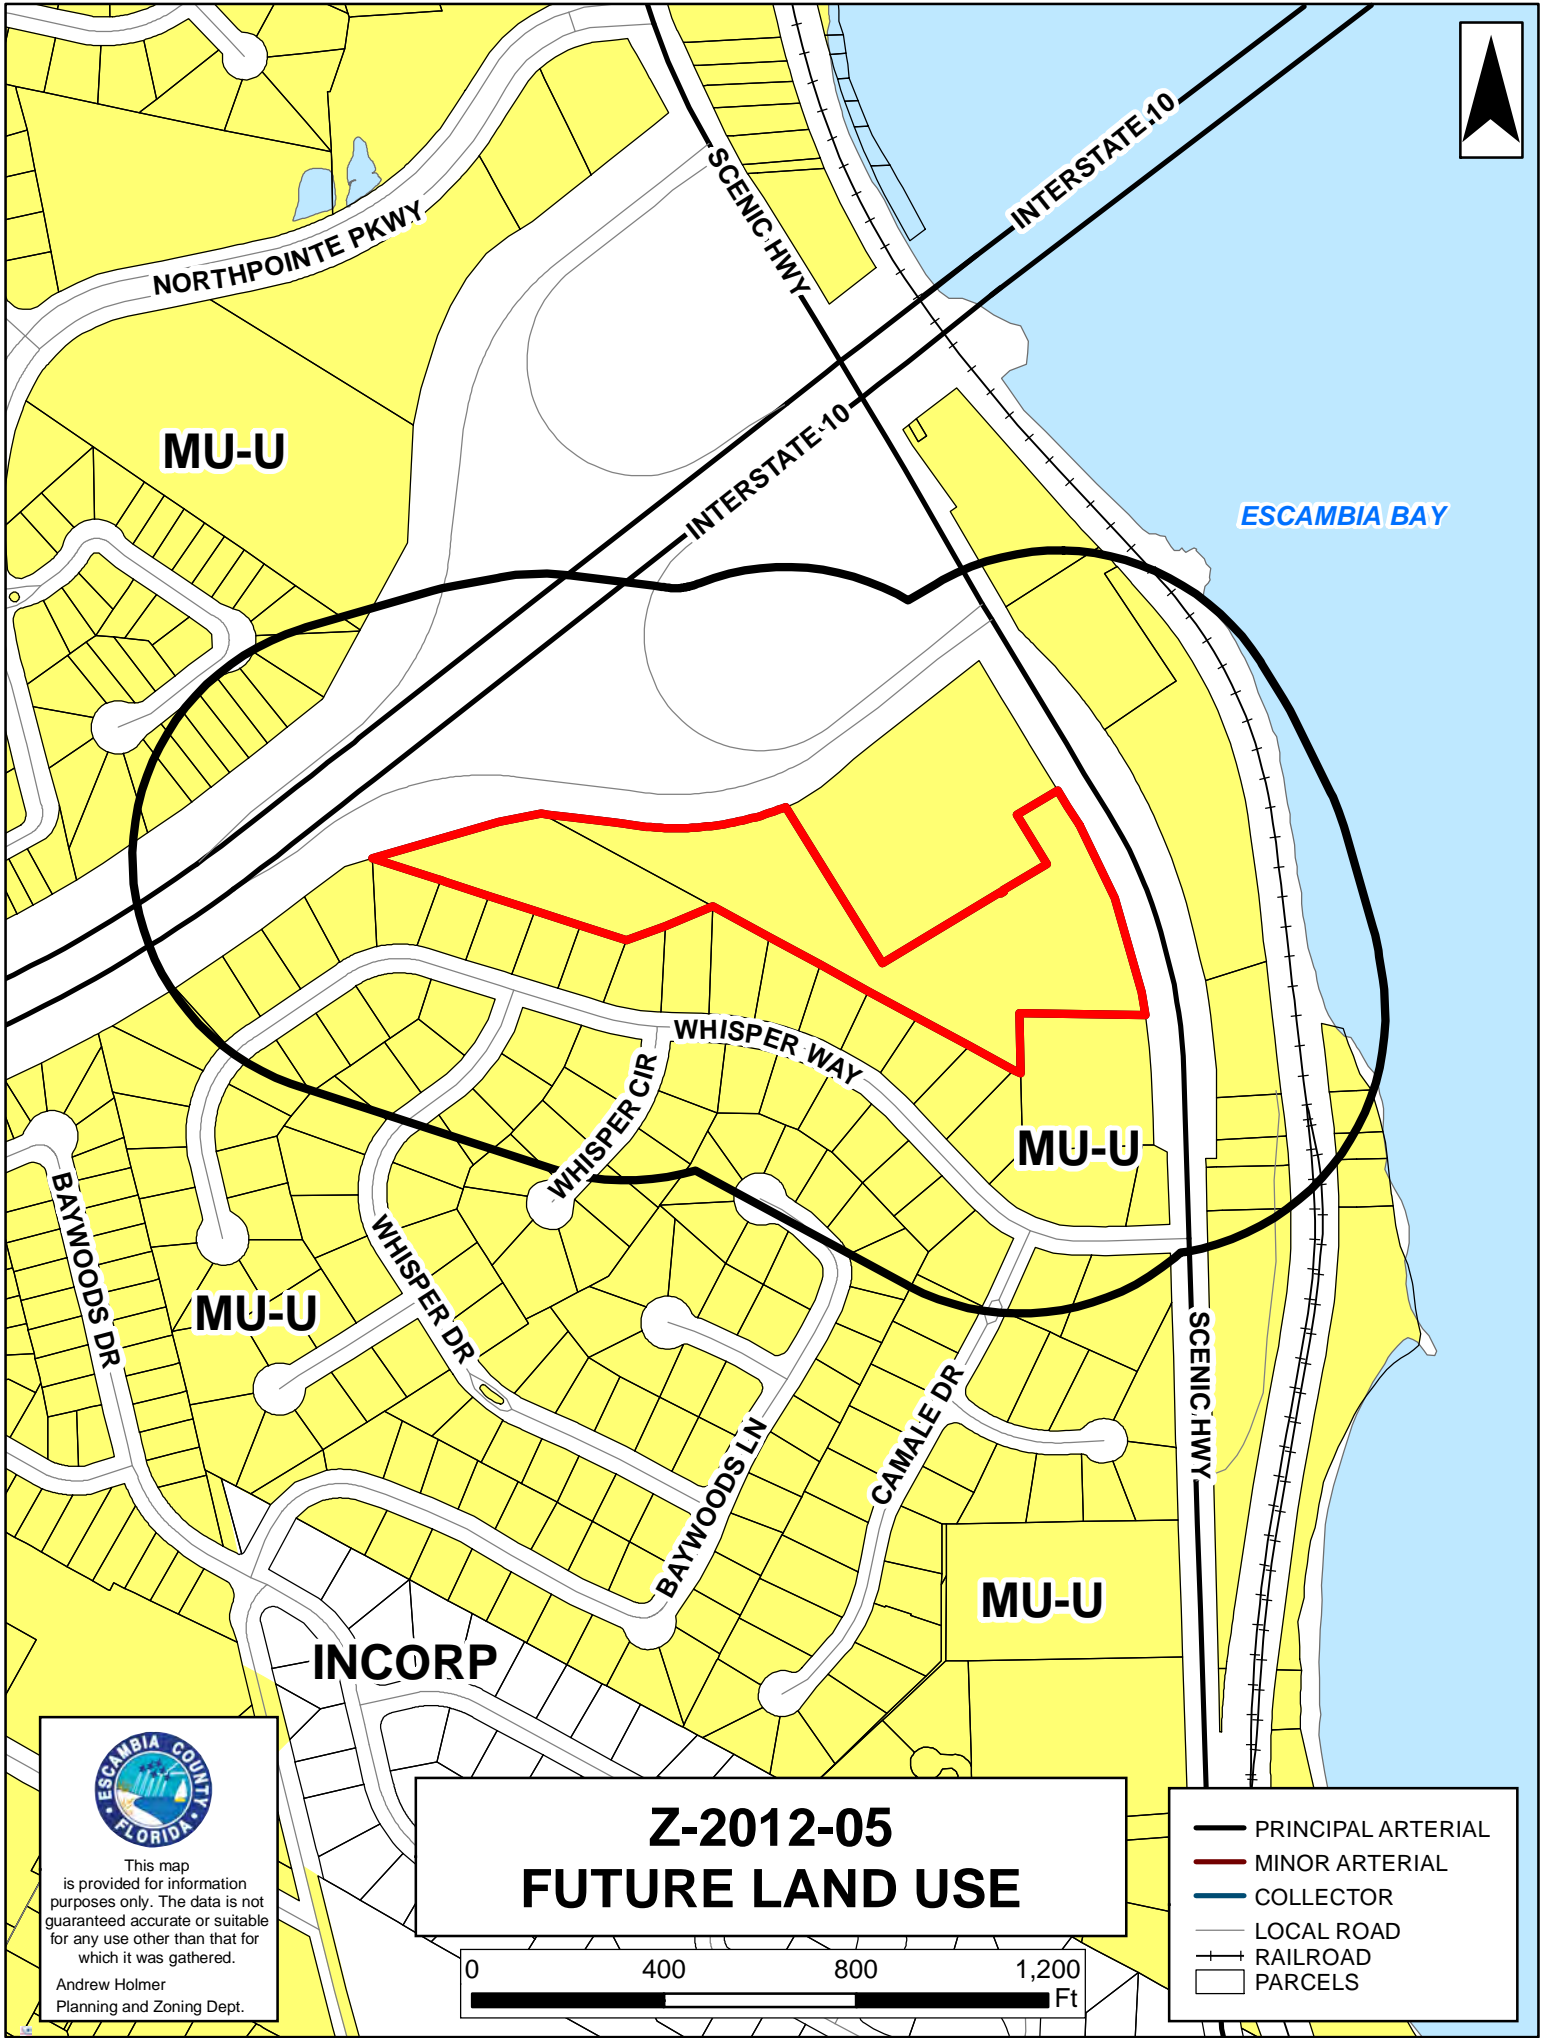 INTERSTATE 10
SCENIC HWY
NORTHPOINTE PKWY
MU-U
INTERSTATE 10
ESCAMBIA BAY
WHISPER WAY
WHISPER CIR
MU-U
BAYWOODS DR
WHISPER DR
MU-U
SCENIC HWY
CAMALE DR
BAYWOODS LN
MU-U
INCORP
ESCAMBIA COUNTY
FLORIDA
This map
is provided for information
purposes only. The data is not
guaranteed accurate or suitable
for any use other than that for
which it was gathered.
Andrew Holmer
Planning and Zoning Dept.
Z-2012-05
FUTURE LAND USE
0 400 800 1,200
Ft
PRINCIPAL ARTERIAL
MINOR ARTERIAL
COLLECTOR
LOCAL ROAD
RAILROAD
PARCELS